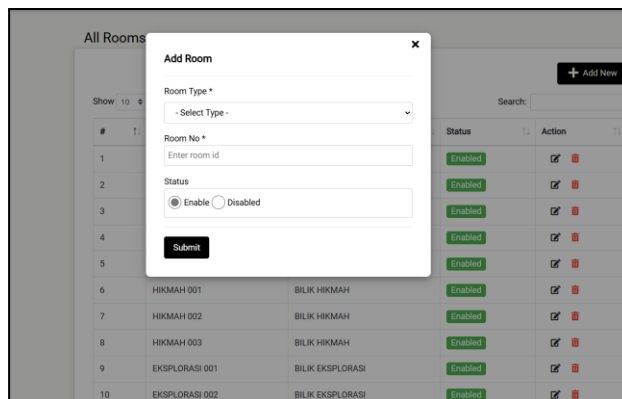 All Rooms
×
Add Room
+ Add New
Room Type *
Show 10
Search:
- Select Type -
# Status Action
Room No *
Enter room id
1 Enabled
2 Enabled
Status
Enable Disabled
3 Enabled
4 Enabled
Submit
5 Enabled
6 HIKMAH 001 BILIK HIKMAH Enabled
7 HIKMAH 002 BILIK HIKMAH Enabled
8 HIKMAH 003 BILIK HIKMAH Enabled
9 EKSPLORASI 001 BILIK EKSPLORASI Enabled
10 EKSPLORASI 002 BILIK EKSPLORASI Enabled